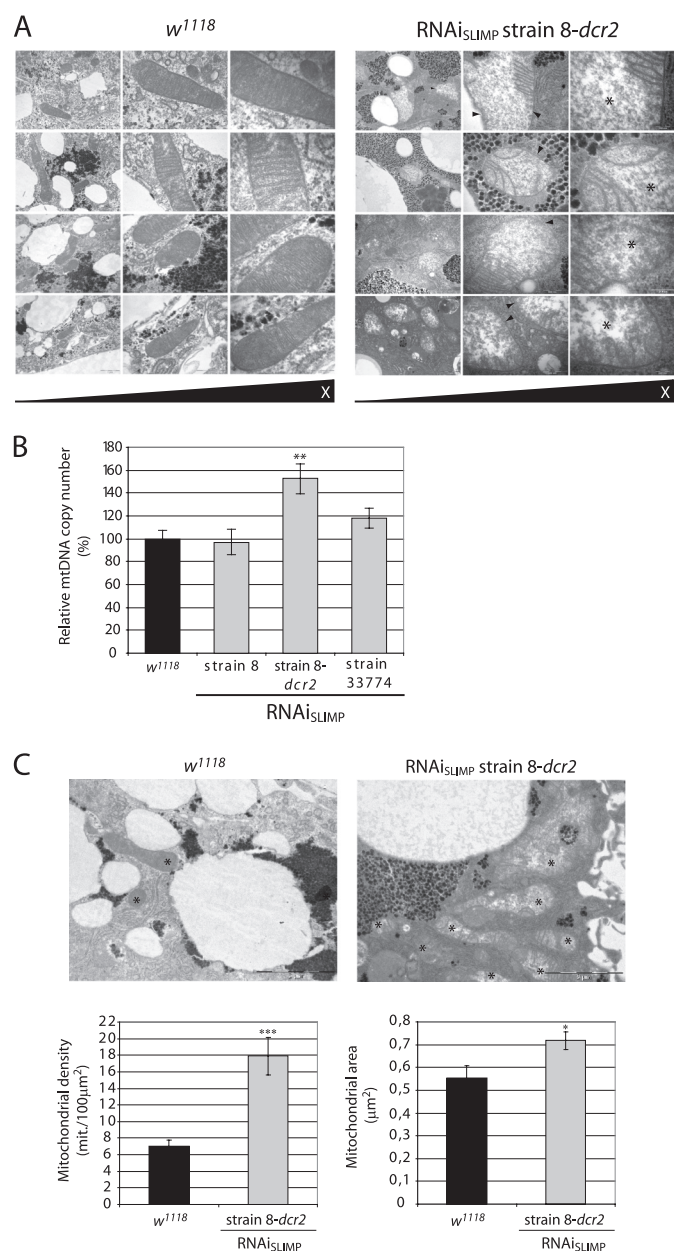 A
w1118
RNAiSLIMP strain 8-dcr2
*
*
*
*
X
X
B
Relative mtDNA copy number
(%)
180
160
140
120
100
80
60
40
20
0
**
w1118
strain 8
strain 8-
dcr2
strain
33774
RNAiSLIMP
C
w1118
RNAiSLIMP strain 8-dcr2
* *
* * * * * * * *
Mitochondrial density
(mit./100µm2)
22
20
18
16
14
12
10
8
6
4
2
0
***
w1118
strain 8-dcr2
RNAiSLIMP
Mitochondrial area
(µm2)
0,8
0,7
0,6
0,5
0,4
0,3
0,2
0,1
0
*
w1118
strain 8-dcr2
RNAiSLIMP